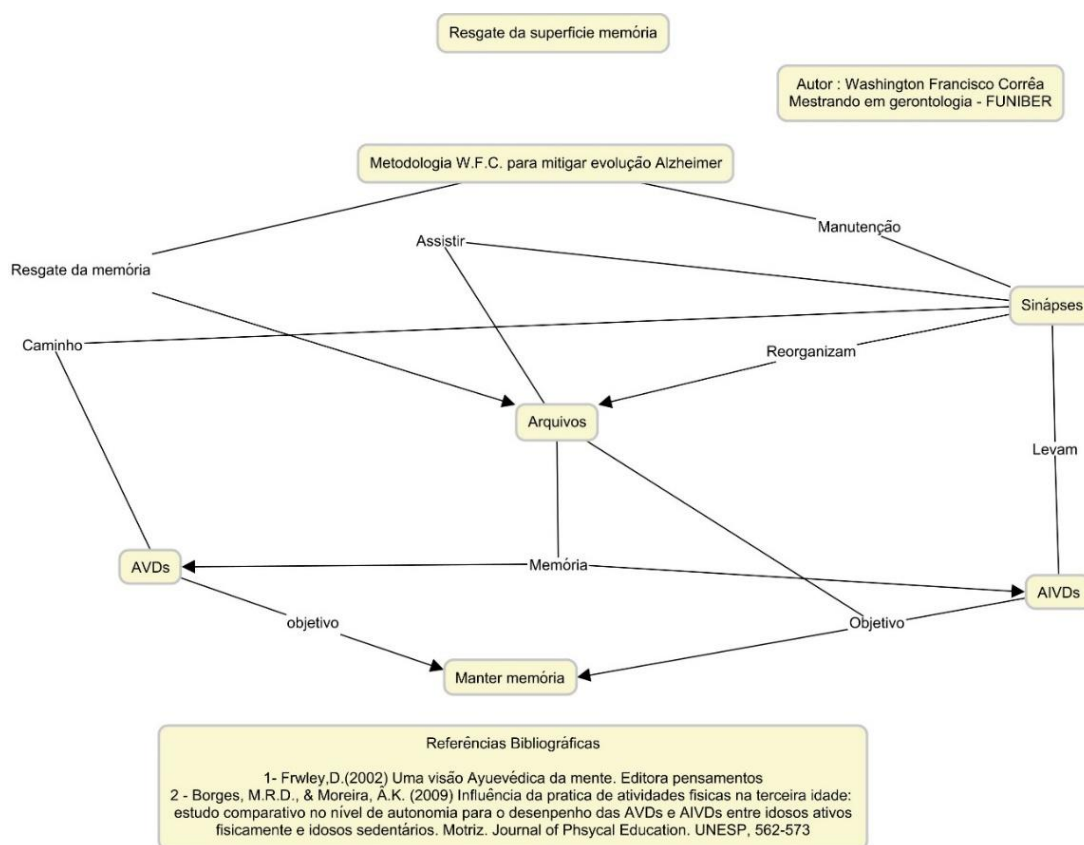 Resgate da superficie memória
Autor : Washington Francisco Corrêa
Mestrando em gerontologia - FUNIBER
Metodologia W.F.C. para mitigar evolução Alzheimer
Manutenção
Assistir
Resgate da memória
Sinápses
Caminho
Reorganizam
Arquivos
Levam
AVDs
Memória
AIVDs
objetivo
Objetivo
Manter memória
Referências Bibliográficas
1- Frwley,D.(2002) Uma visão Ayuevédica da mente. Editora pensamentos
2 - Borges, M.R.D., & Moreira, Â.K. (2009) Influência da pratica de atividades fisicas na terceira idade:
estudo comparativo no nível de autonomia para o desenpenho das AVDs e AIVDs entre idosos ativos
fisicamente e idosos sedentários. Motriz. Journal of Phsycal Education. UNESP, 562-573